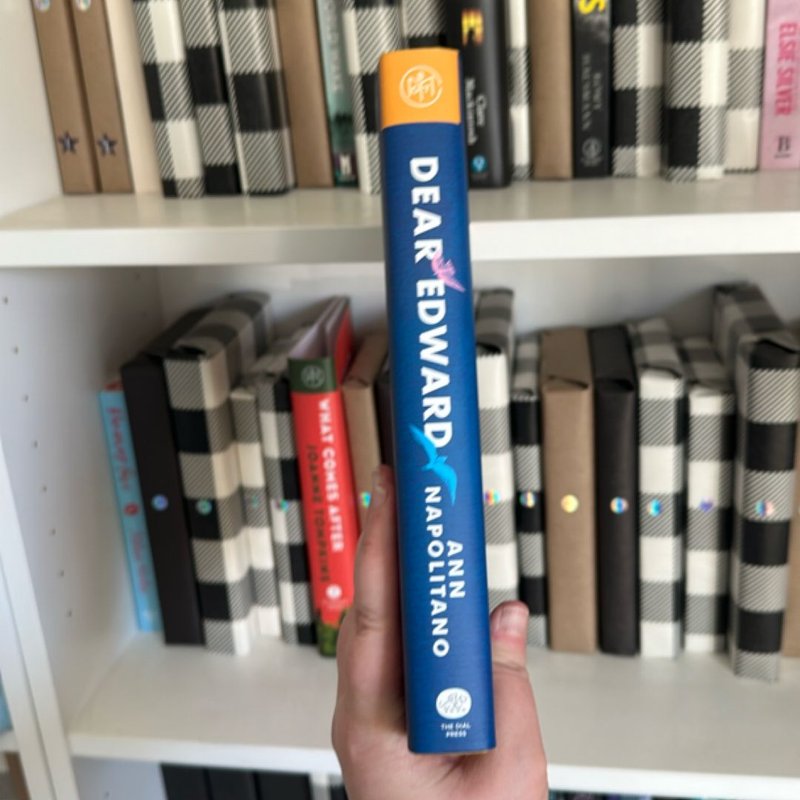 DEAR EDWARD
ANN
NAPOLITANO
THE DIAL
PRESS
WHAT COMES AFTER
JOANNE TOMPKINS
ELSIE SILVER